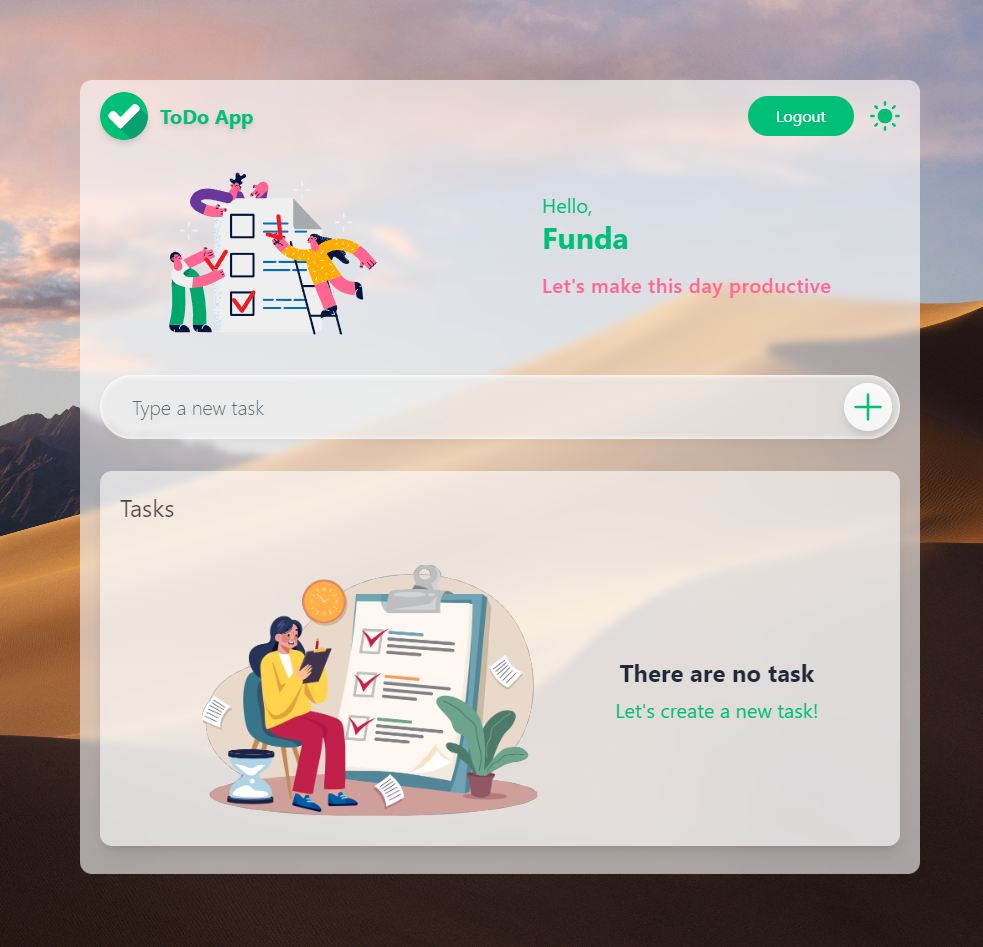 ToDo App
Logout
Hello,
Funda
Let's make this day productive
Type a new task
Tasks
There are no task
Let's create a new task!